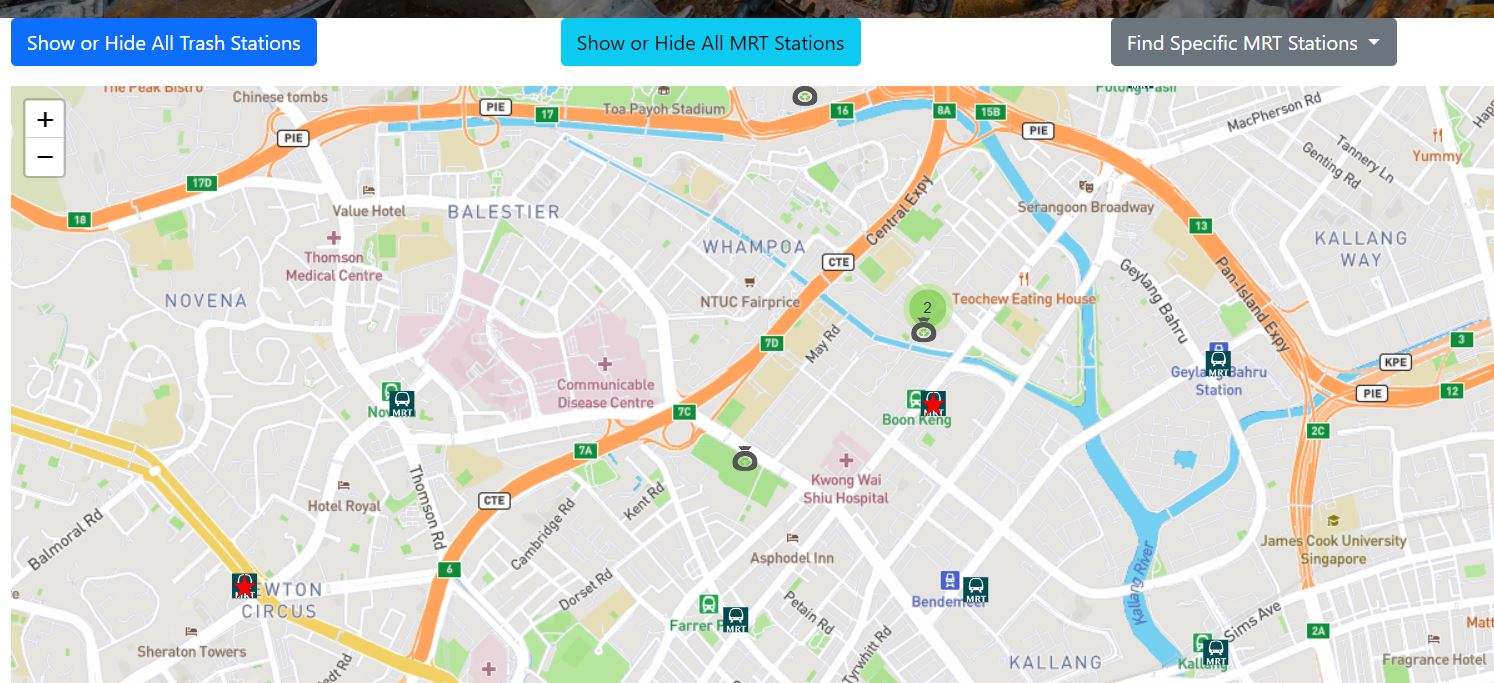 Show or Hide All Trash Stations
Show or Hide All MRT Stations
Find Specific MRT Stations
+
−
The Peak Bistro
Chinese tombs
PIE
17
Toa Payoh Stadium
16
8A
15B
PIE
MacPherson Rd
PIE
Tannery Ln
Genting Rd
Yummy
17D
18
Value Hotel
BALESTIER
Central Expy
Serangoon Broadway
13
Thomson
Medical Centre
WHAMPOA
CTE
KALLANG
WAY
NOVENA
NTUC Fairprice
2
Teochew Eating House
Geylang Bahru
Pan-Island Expy
7D
May Rd
3
KPE
Communicable
Disease Centre
Geylang Bahru
Station
MRT
PIE
12
MRT
7C
Boon Keng
2C
7A
Thomson Rd
Kwong Wai
Shiu Hospital
Hotel Royal
CTE
Kent Rd
Cambridge Rd
Balmoral Rd
James Cook University
Singapore
Asphodel Inn
6
Kallang River
CIRCUS
Dorset Rd
Petain Rd
MRT
Sims Ave
MRT
2A
Sheraton Towers
Tyrwhitt Rd
KALLANG
Kallang
MRT
Fragrance Hotel